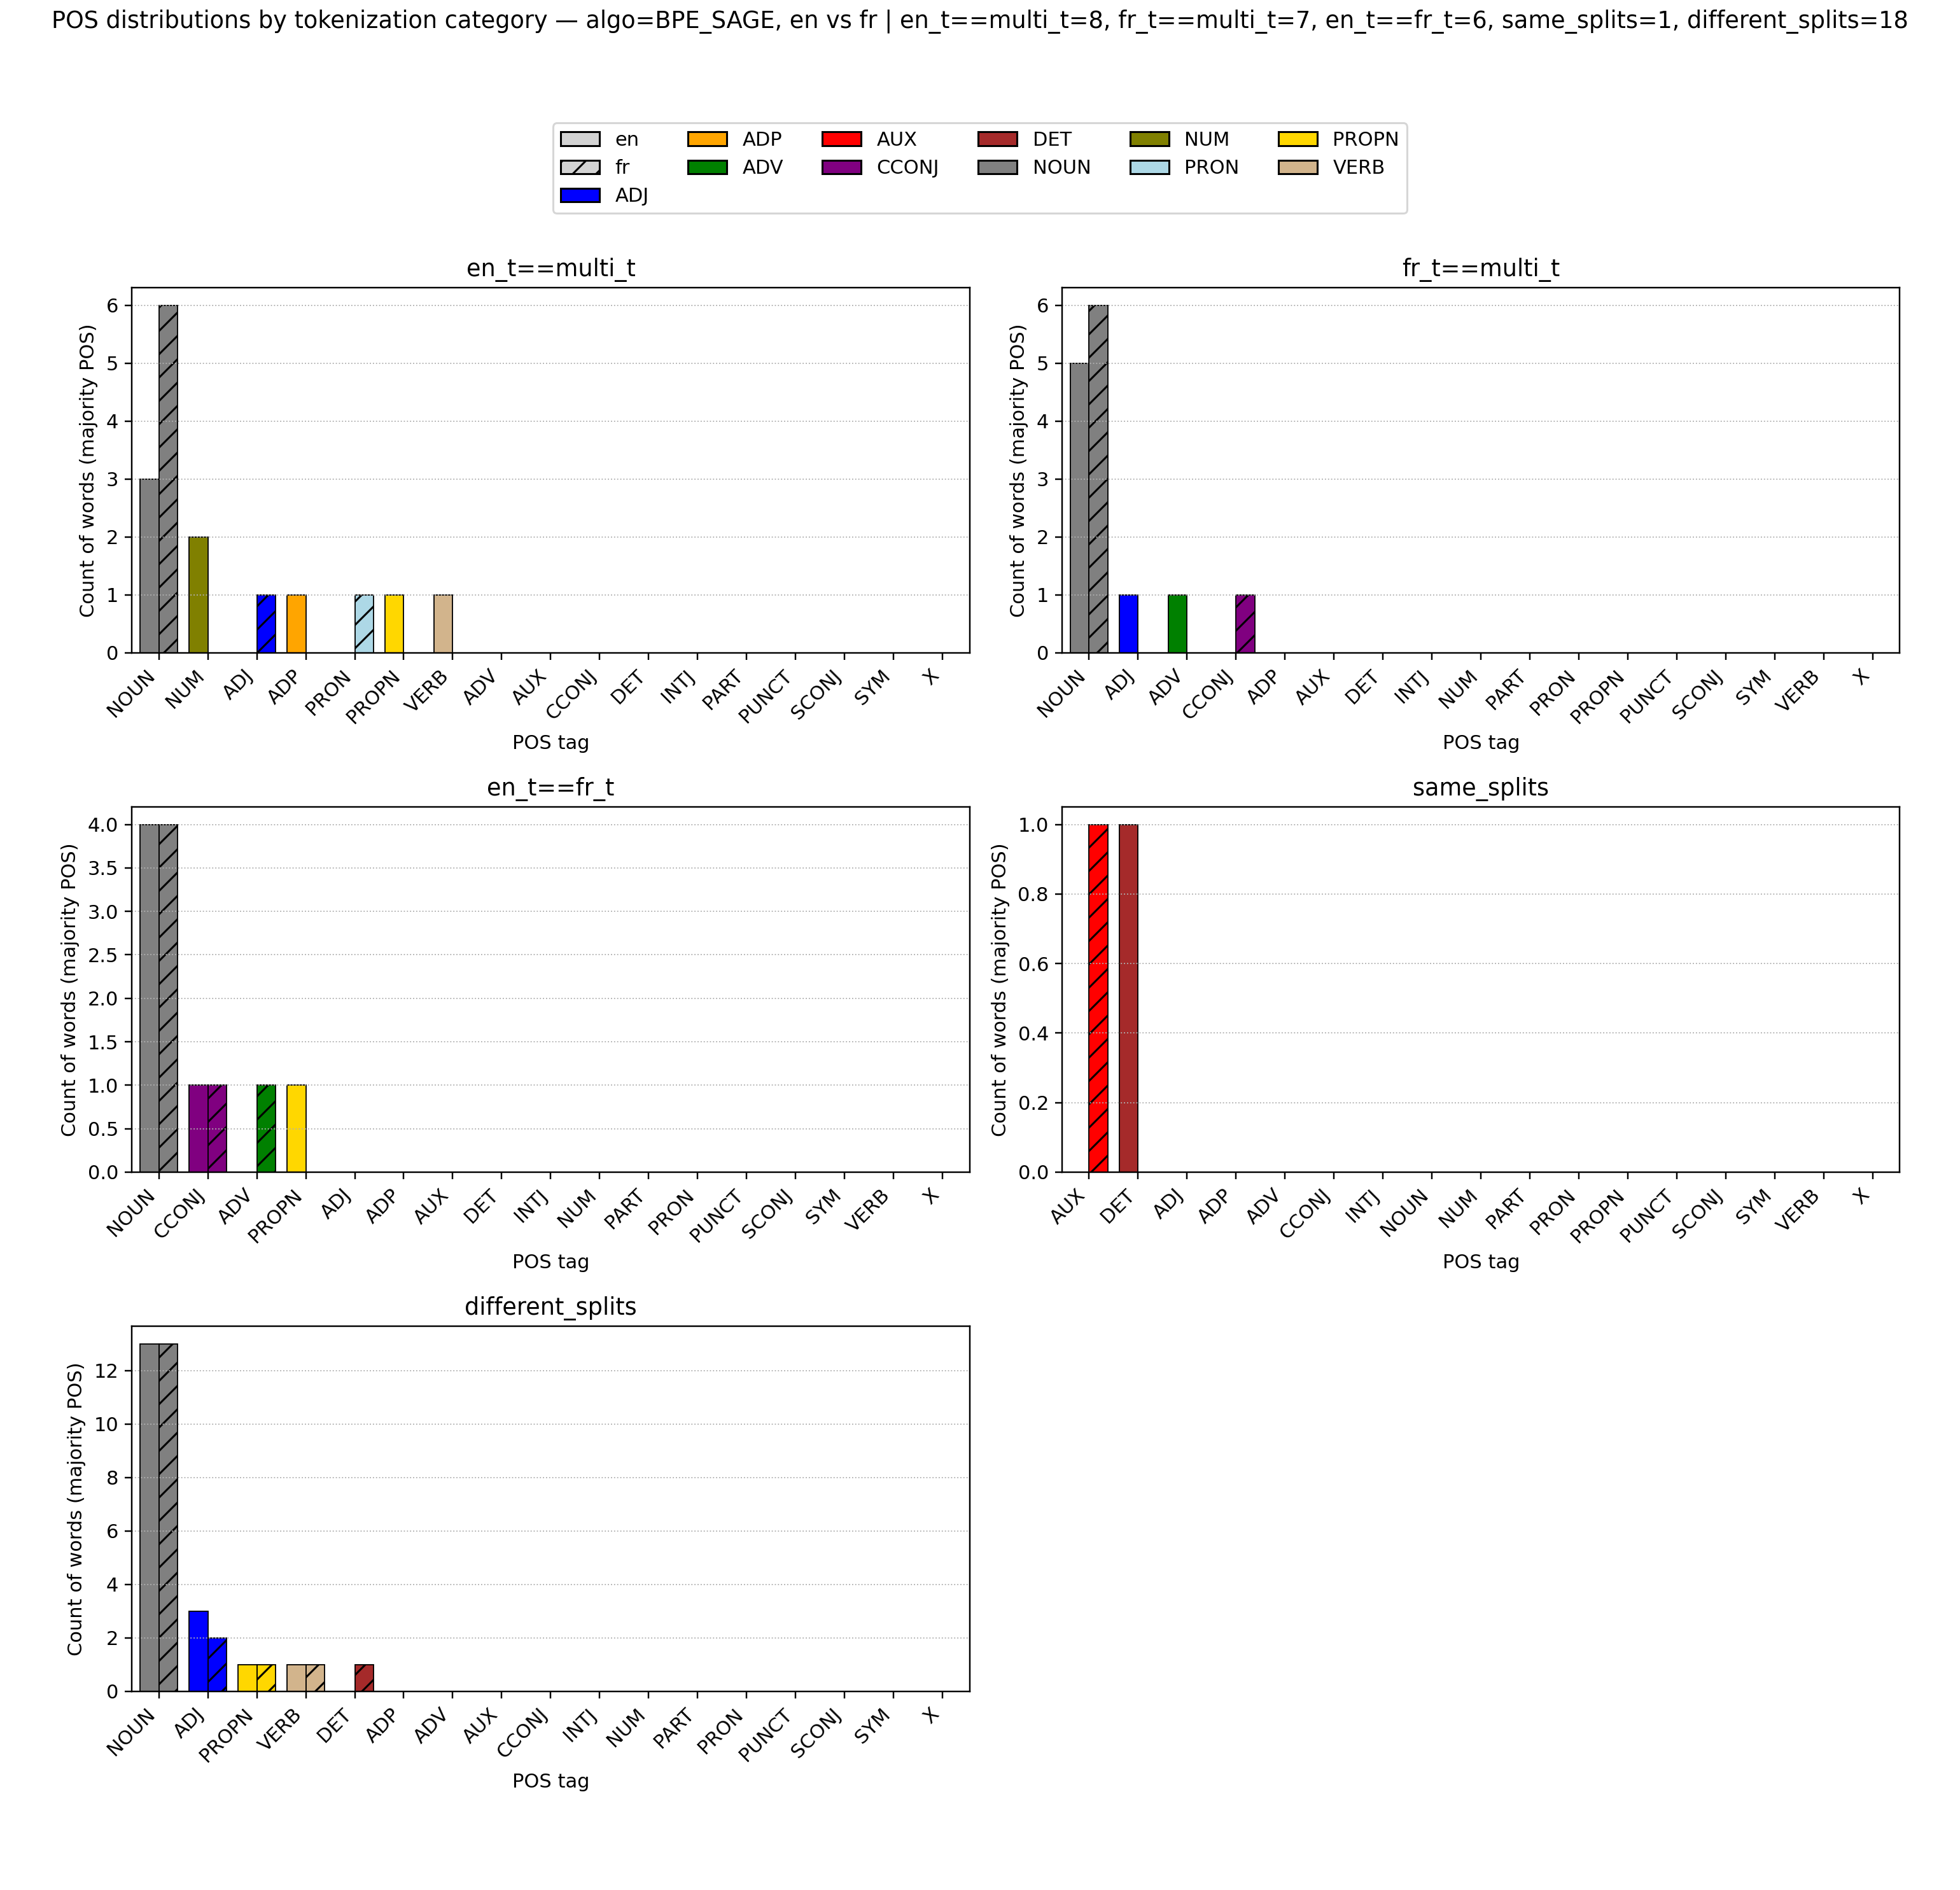 POS distributions by tokenization category — algo=BPE_SAGE, en vs fr | en_t==multi_t=8, fr_t==multi_t=7, en_t==fr_t=6, same_splits=1, different_splits=18
en ADP AUX DET NUM PROPN
fr ADV CCONJ NOUN PRON VERB
ADJ
en_t==multi_t
Count of words (majority POS)
6
5
4
3
2
1
0
NOUN NUM ADJ ADP PRON PROPN VERB ADV AUX CCONJ DET INTJ PART PUNCT SCONJ SYM X
POS tag
fr_t==multi_t
Count of words (majority POS)
6
5
4
3
2
1
0
NOUN ADJ ADV CCONJ ADP AUX DET INTJ NUM PART PRON PROPN PUNCT SCONJ SYM VERB X
POS tag
en_t==fr_t
Count of words (majority POS)
4.0
3.5
3.0
2.5
2.0
1.5
1.0
0.5
0.0
NOUN CCONJ ADV PROPN ADJ ADP AUX DET INTJ NUM PART PRON PUNCT SCONJ SYM VERB X
POS tag
same_splits
Count of words (majority POS)
1.0
0.8
0.6
0.4
0.2
0.0
AUX DET ADJ ADP ADV CCONJ INTJ NOUN NUM PART PRON PROPN PUNCT SCONJ SYM VERB X
POS tag
different_splits
Count of words (majority POS)
12
10
8
6
4
2
0
NOUN ADJ PROPN VERB DET ADP ADV AUX CCONJ INTJ NUM PART PRON PUNCT SCONJ SYM X
POS tag